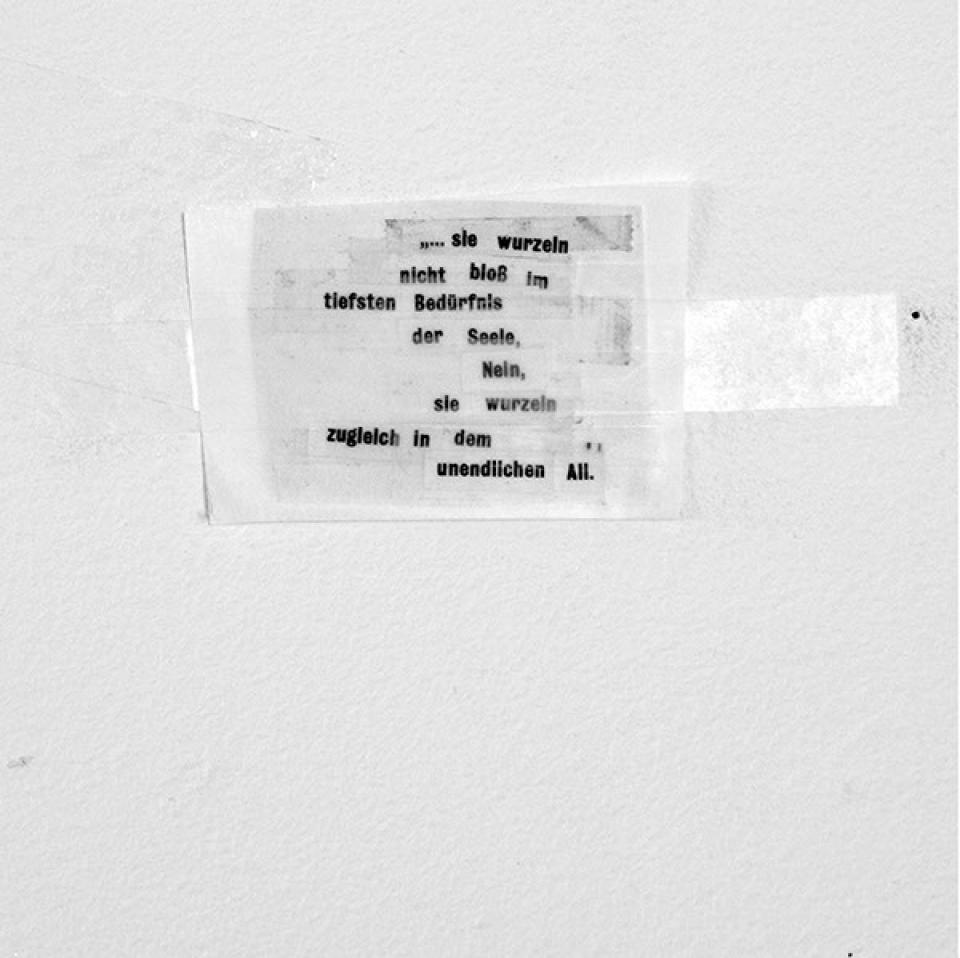 „... sie wurzeln
nicht bloß im
tiefsten Bedürfnis
der Seele,
Nein,
sie wurzeln
zugleich in dem
unendlichen All.